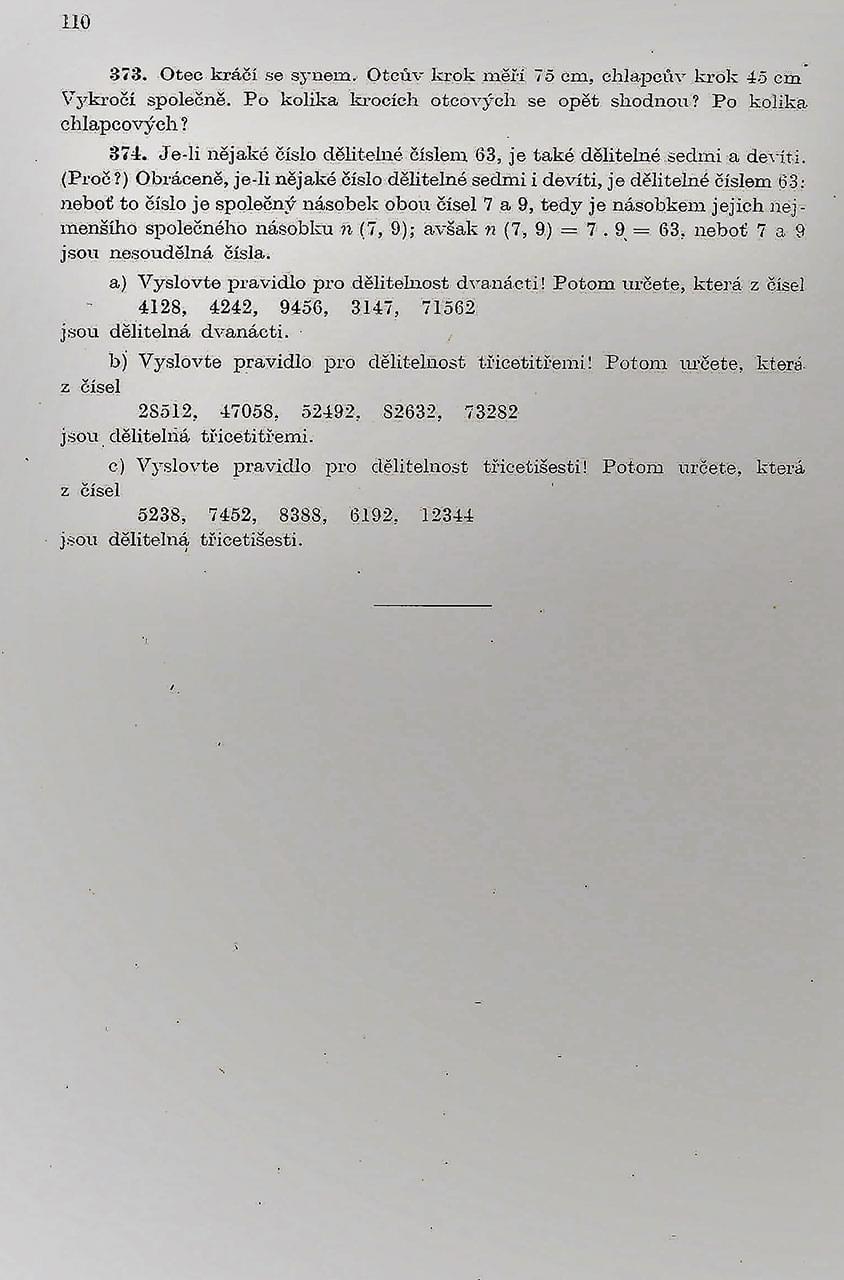 110
373. Otec kráčí se synem. Otcův krok měří 75 cm, chlapcův krok 45 cm
Vykročí společně. Po kolika krocích otcových se opět shodnou? Po kolika
chlapcových?
374. Je-li nějaké číslo dělitelné číslem 63, je také dělitelné sedmi a devíti.
(Proč?) Obráceně, je-li nějaké číslo dělitelné sedmi i devíti, je dělitelné číslem 63;
neboť to číslo je společný násobek obou čísel 7 a 9, tedy je násobkem jejich nej-
menšího společného násobku n (7, 9); avšak n (7, 9) = 7 . 9 = 63, neboť 7 a 9
jsou nesoudělná čísla.
a) Vyslovte pravidlo pro dělitelnost dvanácti! Potom určete, která z čísel
4128, 4242, 9456, 3147, 71562
jsou dělitelná dvanácti.
b) Vyslovte pravidlo pro dělitelnost třicetitřemi! Potom určete, která
z čísel
28512, 47058, 52492, 82632, 73282
jsou dělitelná třicetitřemi.
c) Vyslovte pravidlo pro dělitelnost třicetišesti! Potom určete, která
z čísel
5238, 7452, 8388, 6192, 12344
jsou dělitelná třicetišesti.